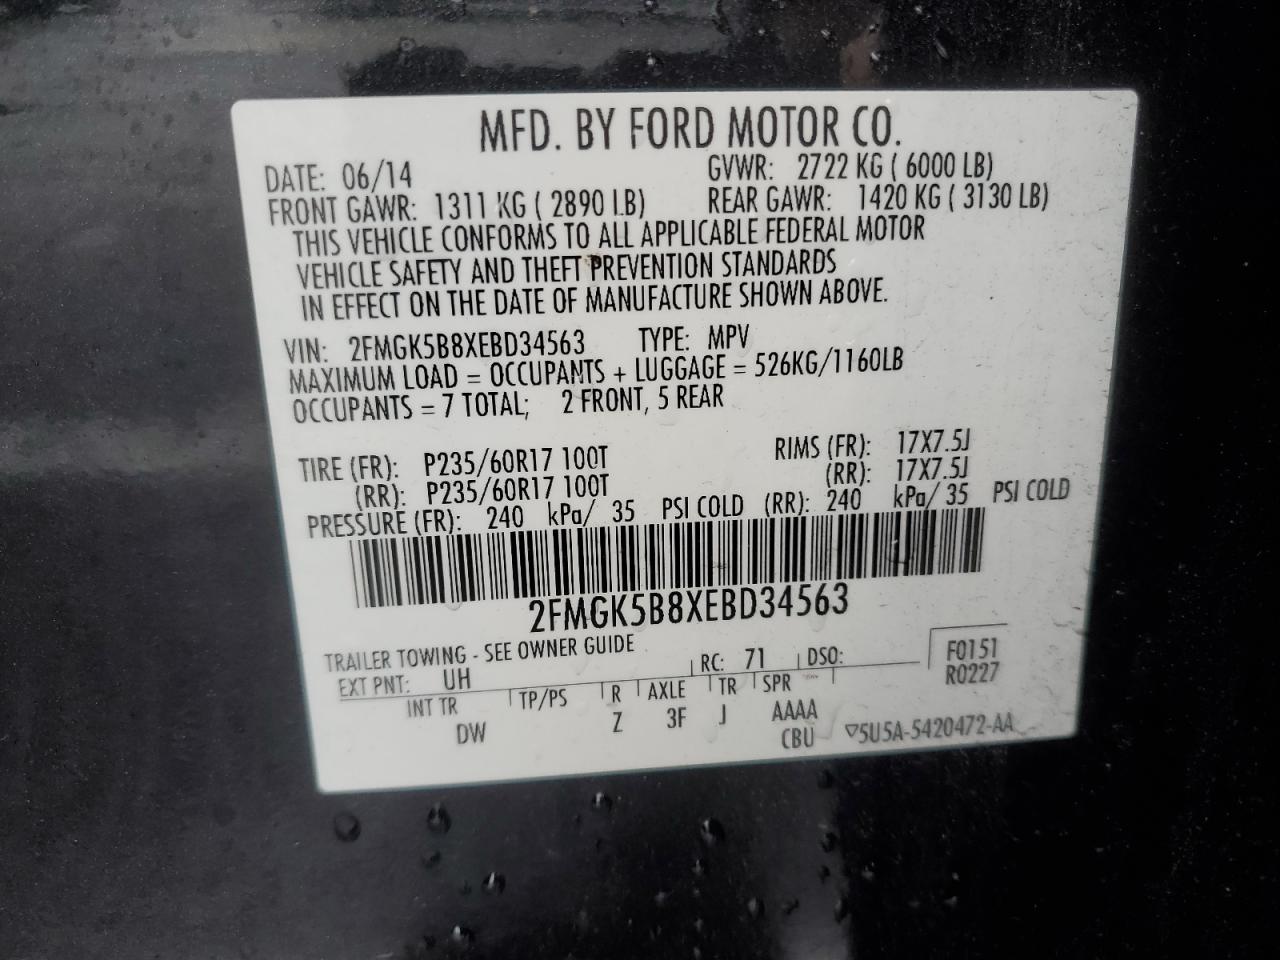 MFD. BY FORD MOTOR CO.
DATE: 06/14 GVWR: 2722 KG ( 6000 LB)
FRONT GAWR: 1311 KG ( 2890 LB) REAR GAWR: 1420 KG ( 3130 LB)
THIS VEHICLE CONFORMS TO ALL APPLICABLE FEDERAL MOTOR
VEHICLE SAFETY AND THEFT PREVENTION STANDARDS
IN EFFECT ON THE DATE OF MANUFACTURE SHOWN ABOVE.
VIN: 2FMGK5B8XEBD34563 TYPE: MPV
MAXIMUM LOAD = OCCUPANTS + LUGGAGE = 526KG/1160LB
OCCUPANTS = 7 TOTAL; 2 FRONT, 5 REAR
TIRE (FR): P235/60R17 100T RIMS (FR): 17X7.5J
(RR): P235/60R17 100T (RR): 17X7.5J
PRESSURE (FR): 240 kPa/ 35 PSI COLD (RR): 240 kPa/ 35 PSI COLD
2FMGK5B8XEBD34563
TRAILER TOWING - SEE OWNER GUIDE
EXT PNT: UH RC: 71 DSO: F0151
R0227
INT TR TP/PS R AXLE TR SPR
DW Z 3F J AAAA
CBU ▽5U5A-5420472-AA